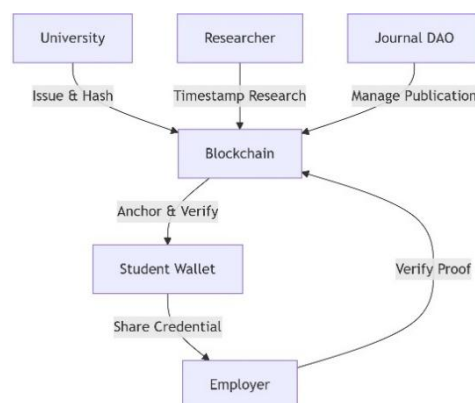 University
Researcher
Journal DAO
Issue & Hash
Timestamp Research
Manage Publication
Blockchain
Anchor & Verify
Student Wallet
Verify Proof
Share Credential
Employer